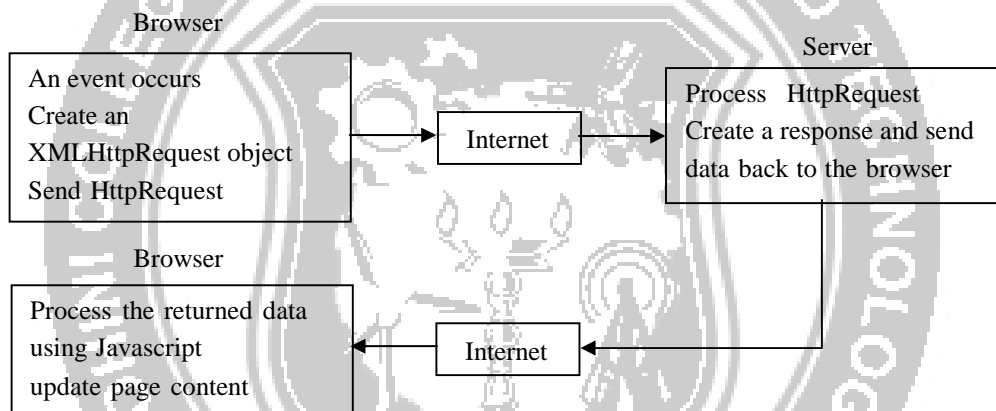 Browser
An event occurs
Create an
XMLHttpRequest object
Send HttpRequest
Internet
Server
Process HttpRequest
Create a response and send
data back to the browser
Browser
Process the returned data
using Javascript
update page content
Internet